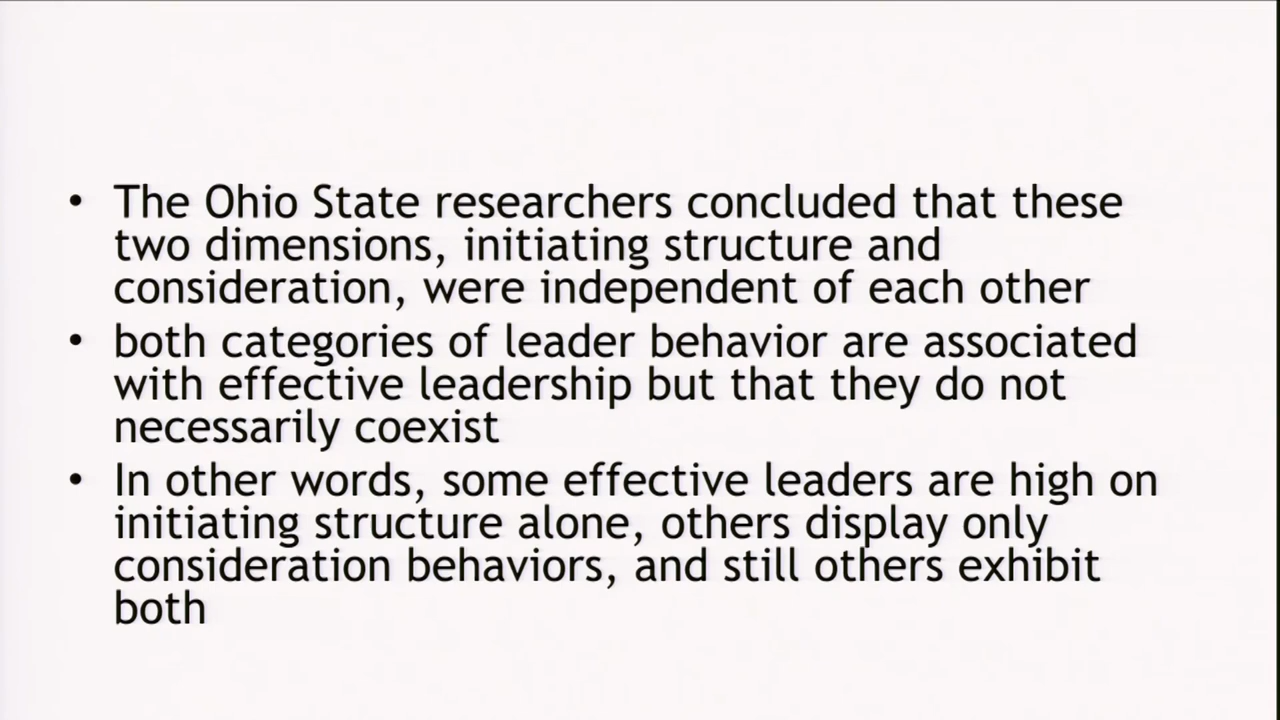 • The Ohio State researchers concluded that these
two dimensions, initiating structure and
consideration, were independent of each other
• both categories of leader behavior are associated
with effective leadership but that they do not
necessarily coexist
• In other words, some effective leaders are high on
initiating structure alone, others display only
consideration behaviors, and still others exhibit
both